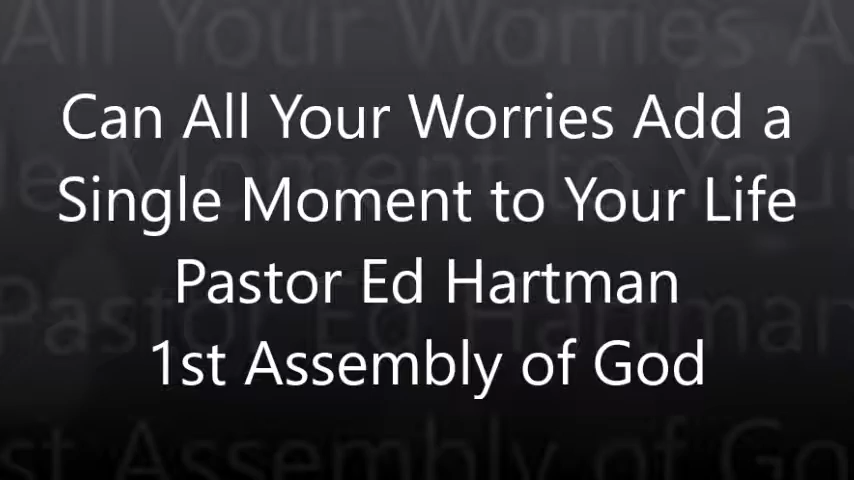 Can All Your Worries Add a
Single Moment to Your Life
Pastor Ed Hartman
1st Assembly of God